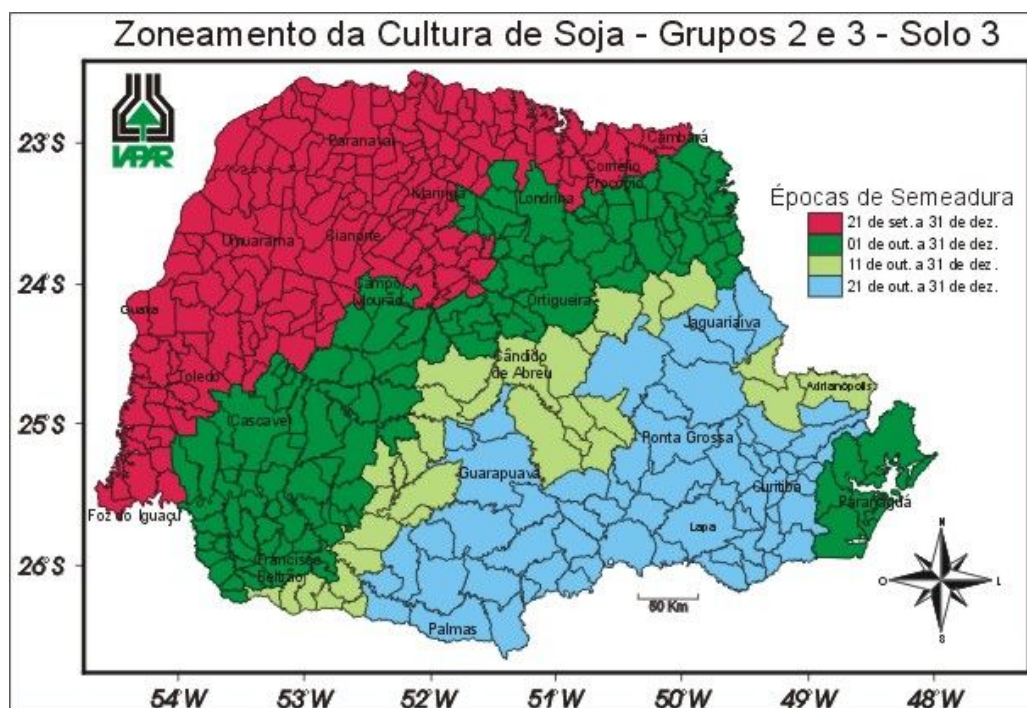 Zoneamento da Cultura de Soja - Grupos 2 e 3 - Solo 3
IAPAR
23°S
24°S
25°S
26°S
Paranavaí
Cambará
Cornélio
Procópio
Maringá
Londrina
Umuarama
Cianorte
Campo
Mourão
Ortigueira
Guaíra
Jaguariaíva
Cândido
de Abreu
Toledo
Adrianópolis
Cascavel
Ponta Grossa
Guarapuava
Curitiba
Paranaguá
Foz do Iguaçu
Lapa
Francisco
Beltrão
Palmas
Épocas de Semeadura
21 de set. a 31 de dez.
01 de out. a 31 de dez.
11 de out. a 31 de dez.
21 de out. a 31 de dez.
N
O
L
S
50 Km
54°W
53°W
52°W
51°W
50°W
49°W
48°W